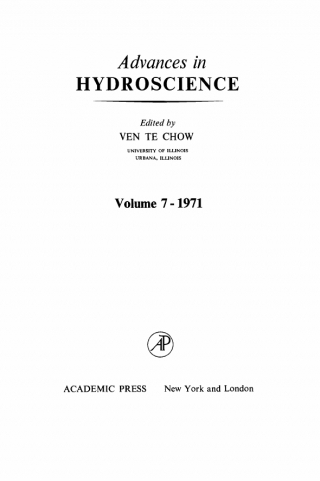 Advances in
HYDROSCIENCE
Edited by
VEN TE CHOW
UNIVERSITY OF ILLINOIS
URBANA, ILLINOIS
Volume 7 - 1971
AP
ACADEMIC PRESS New York and London